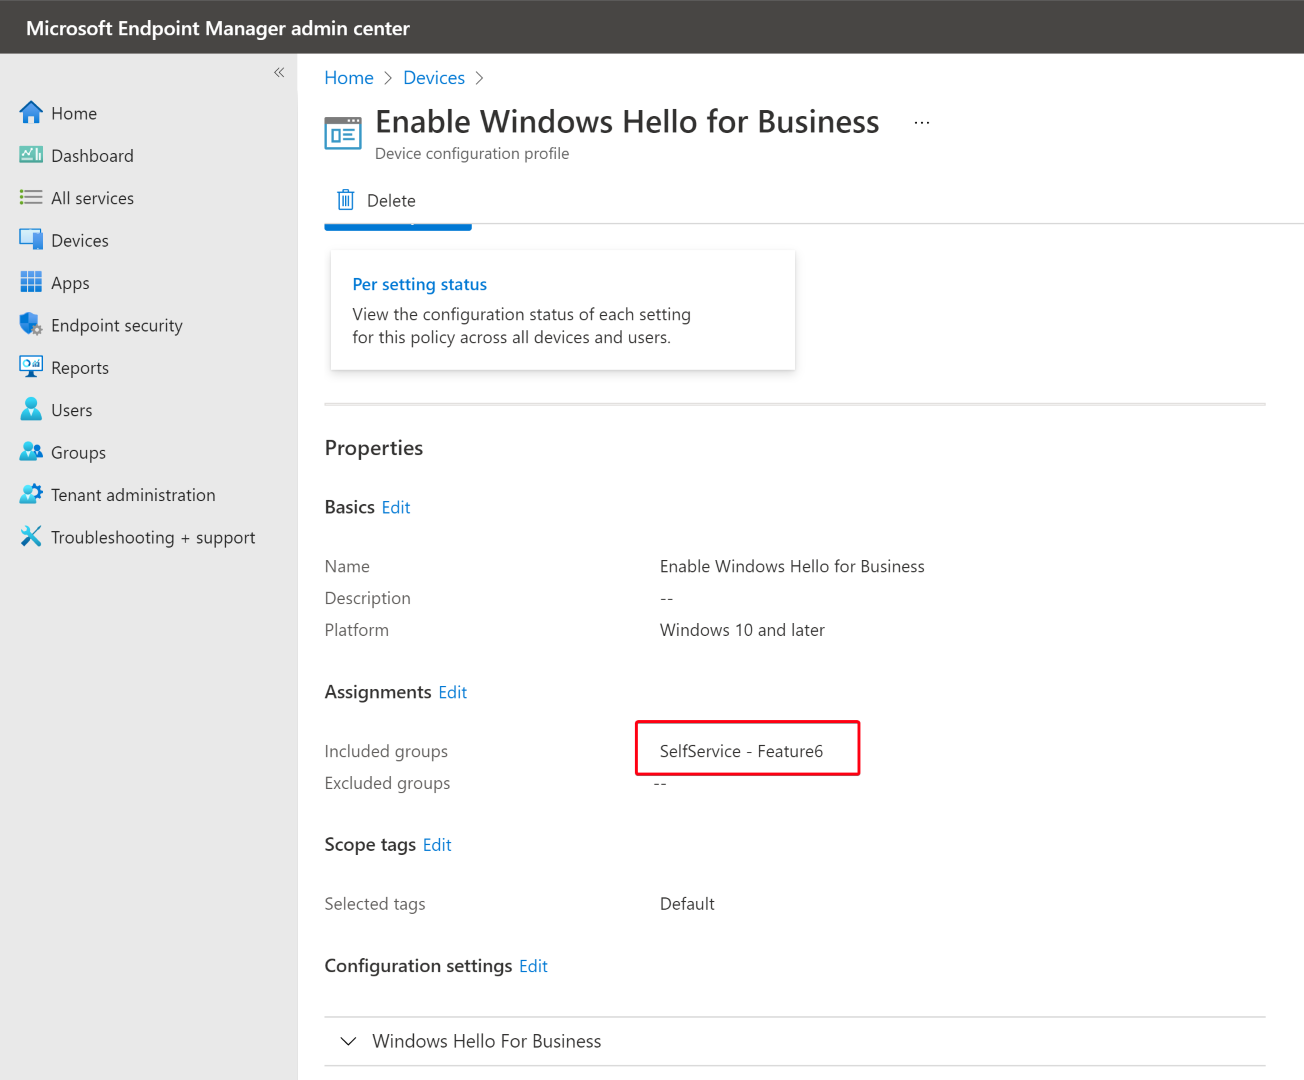 Microsoft Endpoint Manager admin center
«
Home
Dashboard
All services
Devices
Apps
Endpoint security
Reports
Users
Groups
Tenant administration
Troubleshooting + support
Home > Devices >
Enable Windows Hello for Business ...
Device configuration profile
Delete
Per setting status
View the configuration status of each setting
for this policy across all devices and users.
Properties
Basics Edit
Name Enable Windows Hello for Business
Description --
Platform Windows 10 and later
Assignments Edit
Included groups SelfService - Feature6
Excluded groups --
Scope tags Edit
Selected tags Default
Configuration settings Edit
Windows Hello For Business